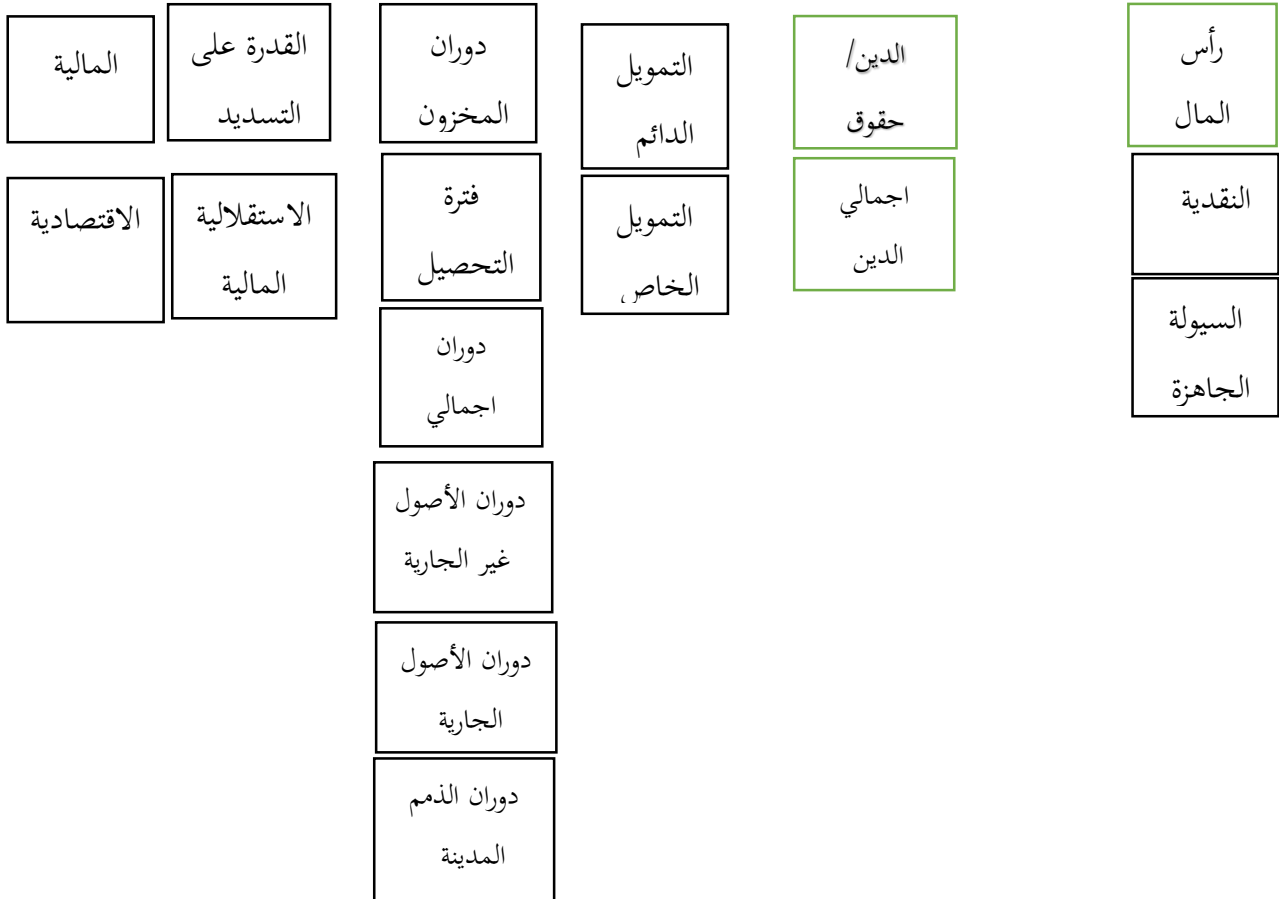 رأس
المال
النقدية
السيولة
الجاهزة
الدين/
حقوق
اجمالي
الدين
التمويل
الدائم
التمويل
الخاص
دوران
المخزون
فترة
التحصيل
دوران
اجمالي
دوران الأصول
غير الجارية
دوران الأصول
الجارية
دوران الذمم
المدينة
القدرة على
التسديد
الاستقلالية
المالية
المالية
الاقتصادية